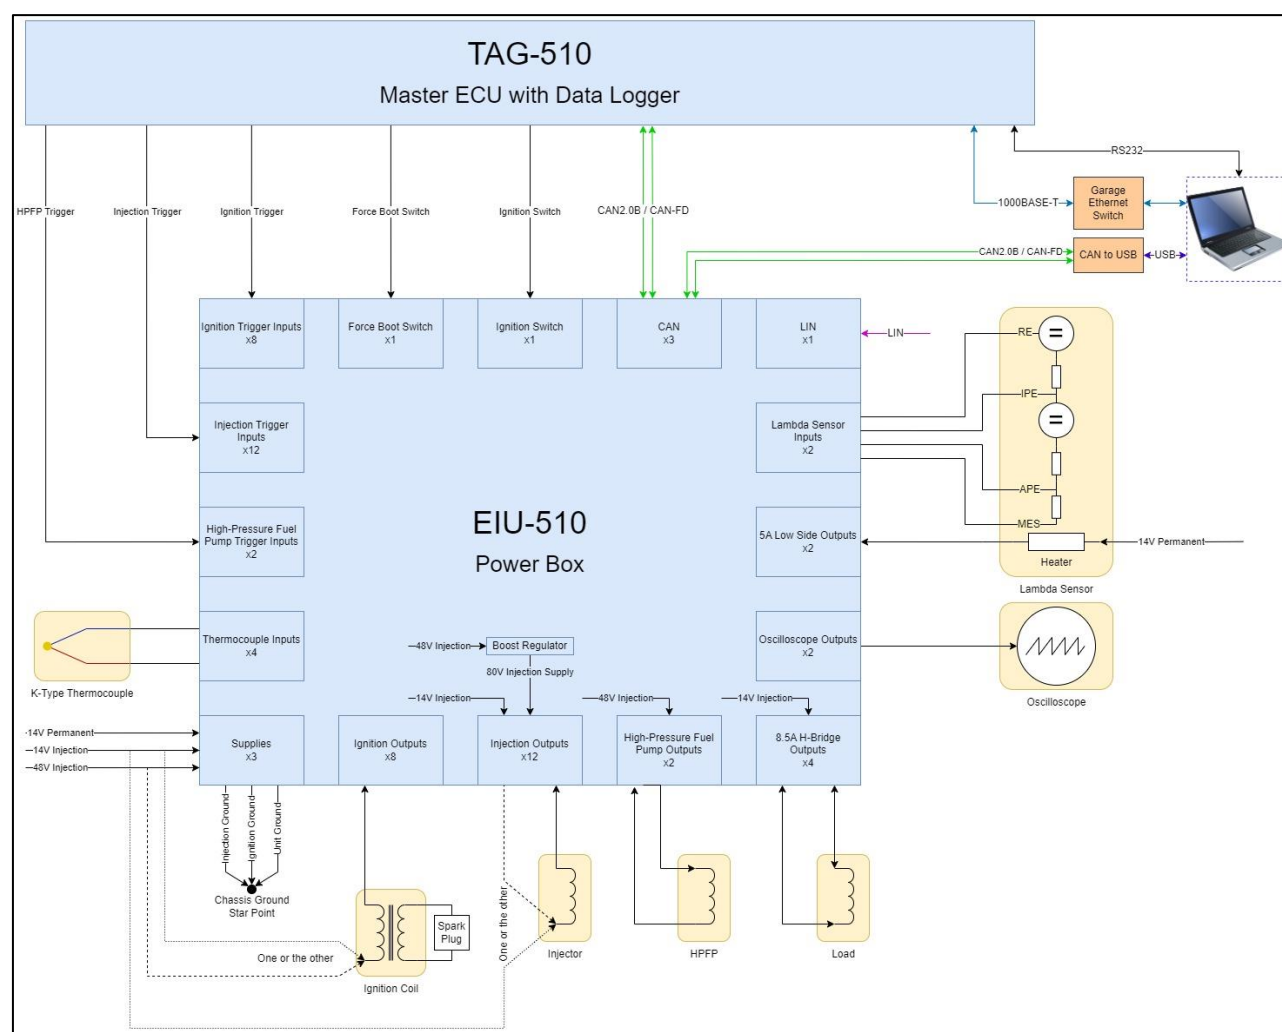 TAG-510
Master ECU with Data Logger
RS232
HPFP Trigger
Injection Trigger
Ignition Trigger
Force Boot Switch
Ignition Switch
CAN2.0B / CAN-FD
1000BASE-T
Garage
Ethernet
Switch
CAN2.0B / CAN-FD
CAN to USB
USB
Ignition Trigger Inputs
x8
Force Boot Switch
x1
Ignition Switch
x1
CAN
x3
LIN
x1
LIN
RE
=
IPE
=
APE
MES
Heater
Lambda Sensor
14V Permanent
Injection Trigger
Inputs
x12
Lambda Sensor
Inputs
x2
High-Pressure Fuel
Pump Trigger Inputs
x2
EIU-510
Power Box
5A Low Side Outputs
x2
Thermocouple Inputs
x4
K-Type Thermocouple
48V Injection
Boost Regulator
80V Injection Supply
Oscilloscope Outputs
x2
Oscilloscope
14V Injection
48V Injection
14V Injection
14V Permanent
14V Injection
48V Injection
Supplies
x3
Ignition Outputs
x8
Injection Outputs
x12
High-Pressure Fuel
Pump Outputs
x2
8.5A H-Bridge
Outputs
x4
Injection Ground
Ignition Ground
Unit Ground
Chassis Ground
Star Point
One or the other
Spark
Plug
Ignition Coil
One or the other
Injector
HPFP
Load